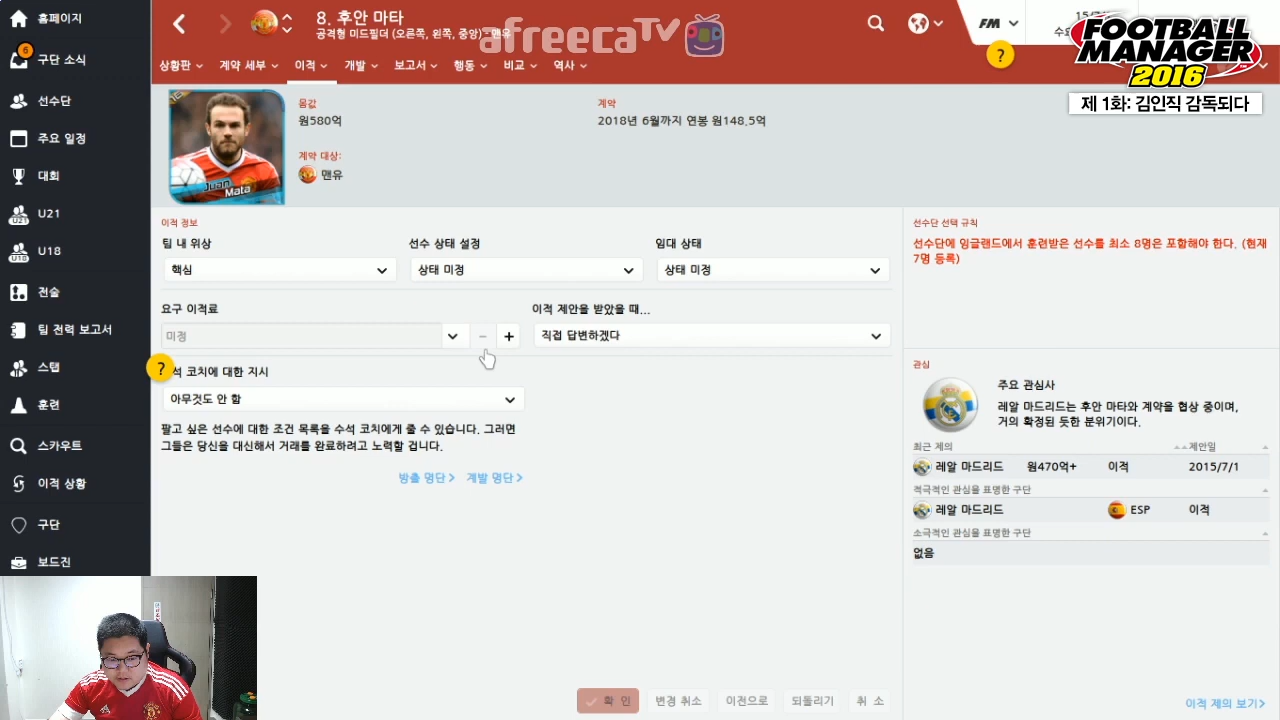 홈페이지
6
구단 소식
선수단
주요 일정
대회
U21
U21
U18
U18
전술
팀 전력 보고서
스탭
훈련
스카우트
이적 상황
구단
보드진
8. 후안 마타
공격형 미드필더 (오른쪽, 왼쪽, 중앙) - 맨유
afreecaTV
FM
?
FOOTBALL
MANAGER
2016
제 1화: 김인직 감독되다
상황판
계약 세부
이적
개발
보고서
행동
비교
역사
Juan
Mata
몸값
원580억
계약 대상:
맨유
계약
2018년 6월까지 연봉 원148.5억
이적 정보
팀 내 위상
선수 상태 설정
임대 상태
핵심
상태 미정
상태 미정
요구 이적료
이적 제안을 받았을 때...
미정
직접 답변하겠다
?
석 코치에 대한 지시
아무것도 안 함
팔고 싶은 선수에 대한 조건 목록을 수석 코치에게 줄 수 있습니다. 그러면
그들은 당신을 대신해서 거래를 완료하려고 노력할 겁니다.
방출 명단
계발 명단
선수단 선택 규칙
선수단에 잉글랜드에서 훈련받은 선수를 최소 8명은 포함해야 한다. (현재
7명 등록)
관심
주요 관심사
레알 마드리드는 후안 마타와 계약을 협상 중이며,
거의 확정된 듯한 분위기이다.
최근 제의
제안일
레알 마드리드
원470억+
이적
2015/7/1
적극적인 관심을 표명한 구단
레알 마드리드
ESP
이적
소극적인 관심을 표명한 구단
없음
확 인
변경 취소
이전으로
되돌리기
취 소
이적 제의 보기